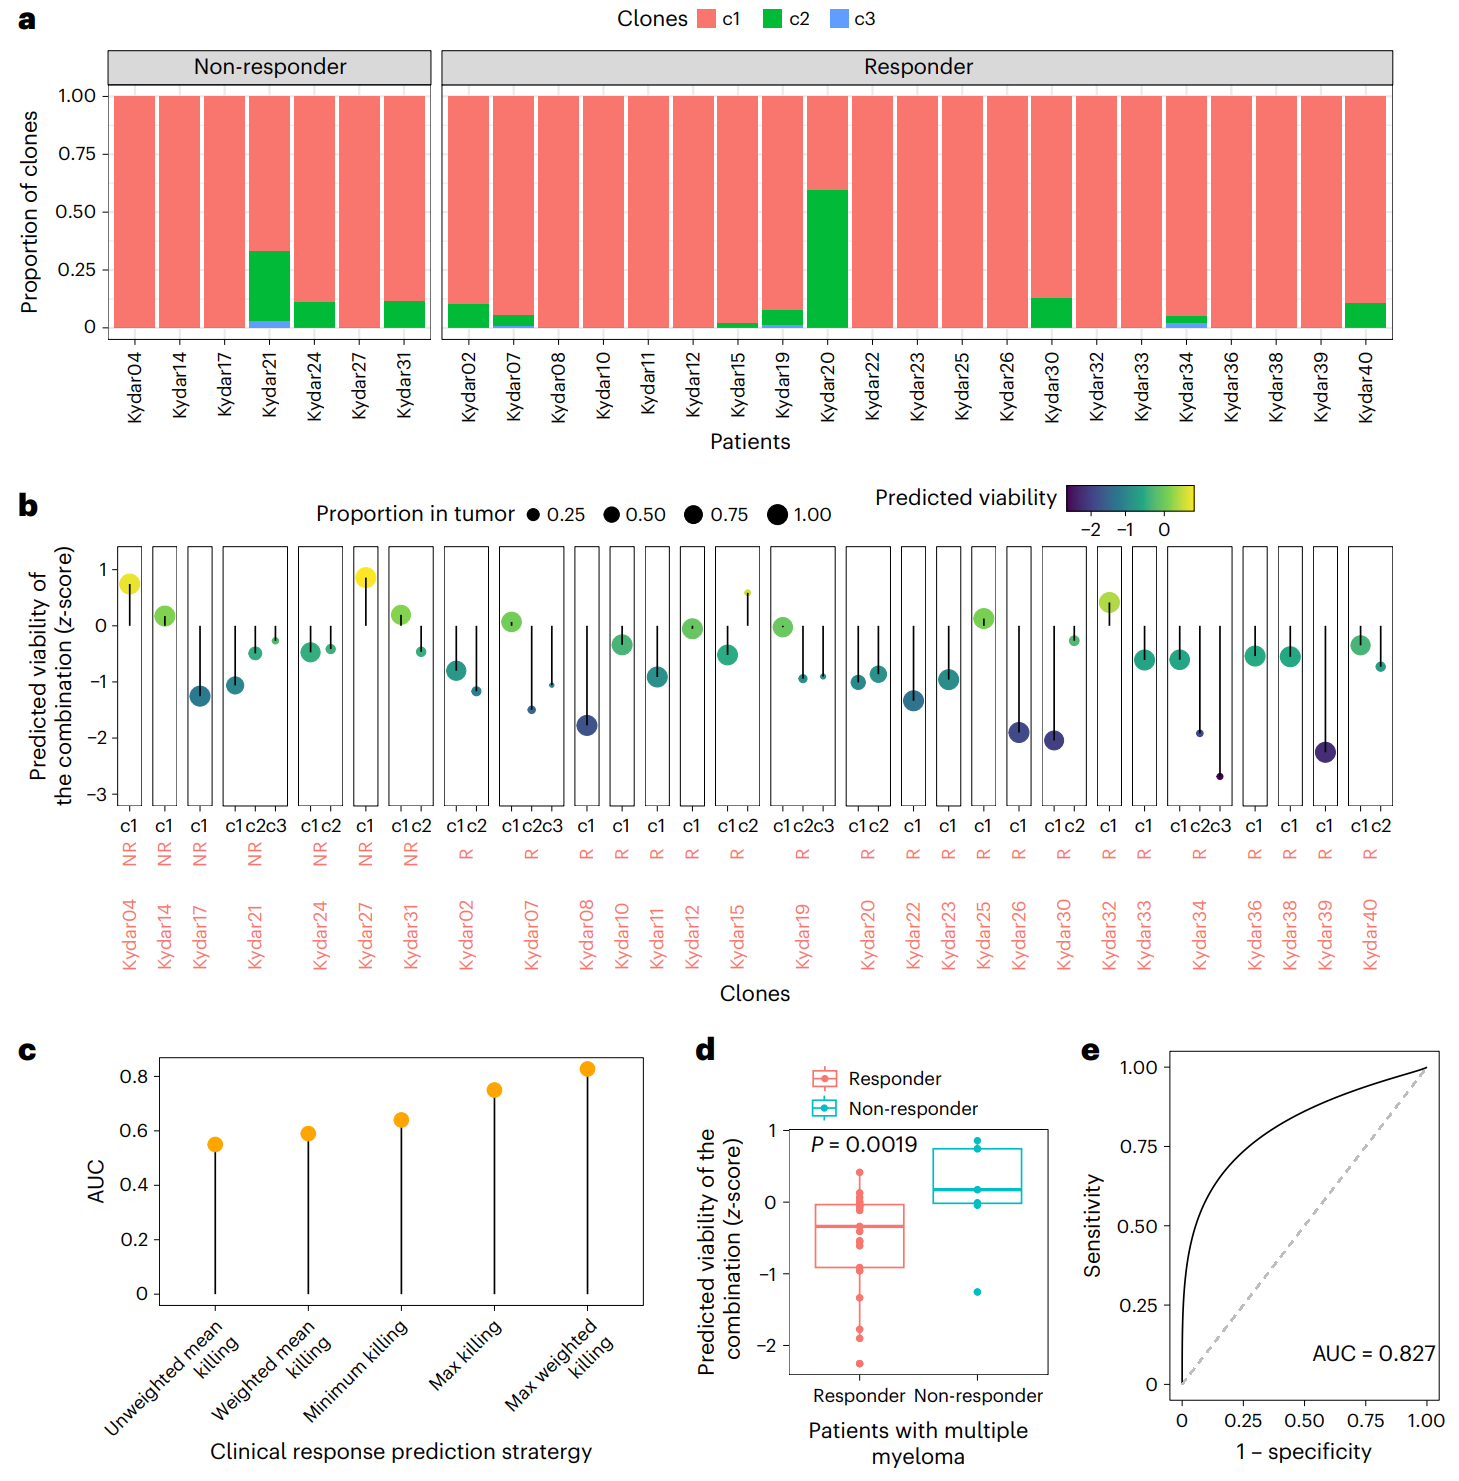 a
Clones c1 c2 c3
Non-responder
Responder
Proportion of clones
1.00
0.75
0.50
0.25
0
Kydar04
Kydar14
Kydar17
Kydar21
Kydar24
Kydar27
Kydar31
Kydar02
Kydar07
Kydar08
Kydar10
Kydar11
Kydar12
Kydar15
Kydar19
Kydar20
Kydar22
Kydar23
Kydar25
Kydar26
Kydar30
Kydar32
Kydar33
Kydar34
Kydar36
Kydar38
Kydar39
Kydar40
Patients
b
Proportion in tumor 0.25 0.50 0.75 1.00
Predicted viability
−2 −1 0
Predicted viability of
the combination (z-score)
1
0
−1
−2
−3
c1 c1 c1 c1 c2 c3 c1 c2 c1 c1 c2 c1 c2 c1 c2 c3 c1 c1 c1 c1 c1 c2 c1 c2 c3 c1 c2 c1 c1 c1 c1 c1 c2 c1 c1 c1 c2 c3 c1 c1 c1 c1 c2
NR NR NR NR NR NR NR R R R R R R R R R R R R R R R R R R R R R
Kydar04
Kydar14
Kydar17
Kydar21
Kydar24
Kydar27
Kydar31
Kydar02
Kydar07
Kydar08
Kydar10
Kydar11
Kydar12
Kydar15
Kydar19
Kydar20
Kydar22
Kydar23
Kydar25
Kydar26
Kydar30
Kydar32
Kydar33
Kydar34
Kydar36
Kydar38
Kydar39
Kydar40
Clones
c
AUC
0.8
0.6
0.4
0.2
0
Unweighted mean
killing
Weighted mean
killing
Minimum killing
Max killing
Max weighted
killing
Clinical response prediction stratergy
d
Responder
Non-responder
Predicted viability of the
combination (z-score)
1
0
−1
−2
P = 0.0019
Responder Non-responder
Patients with multiple
myeloma
e
Sensitivity
1.00
0.75
0.50
0.25
0
AUC = 0.827
0 0.25 0.50 0.75 1.00
1 – specificity